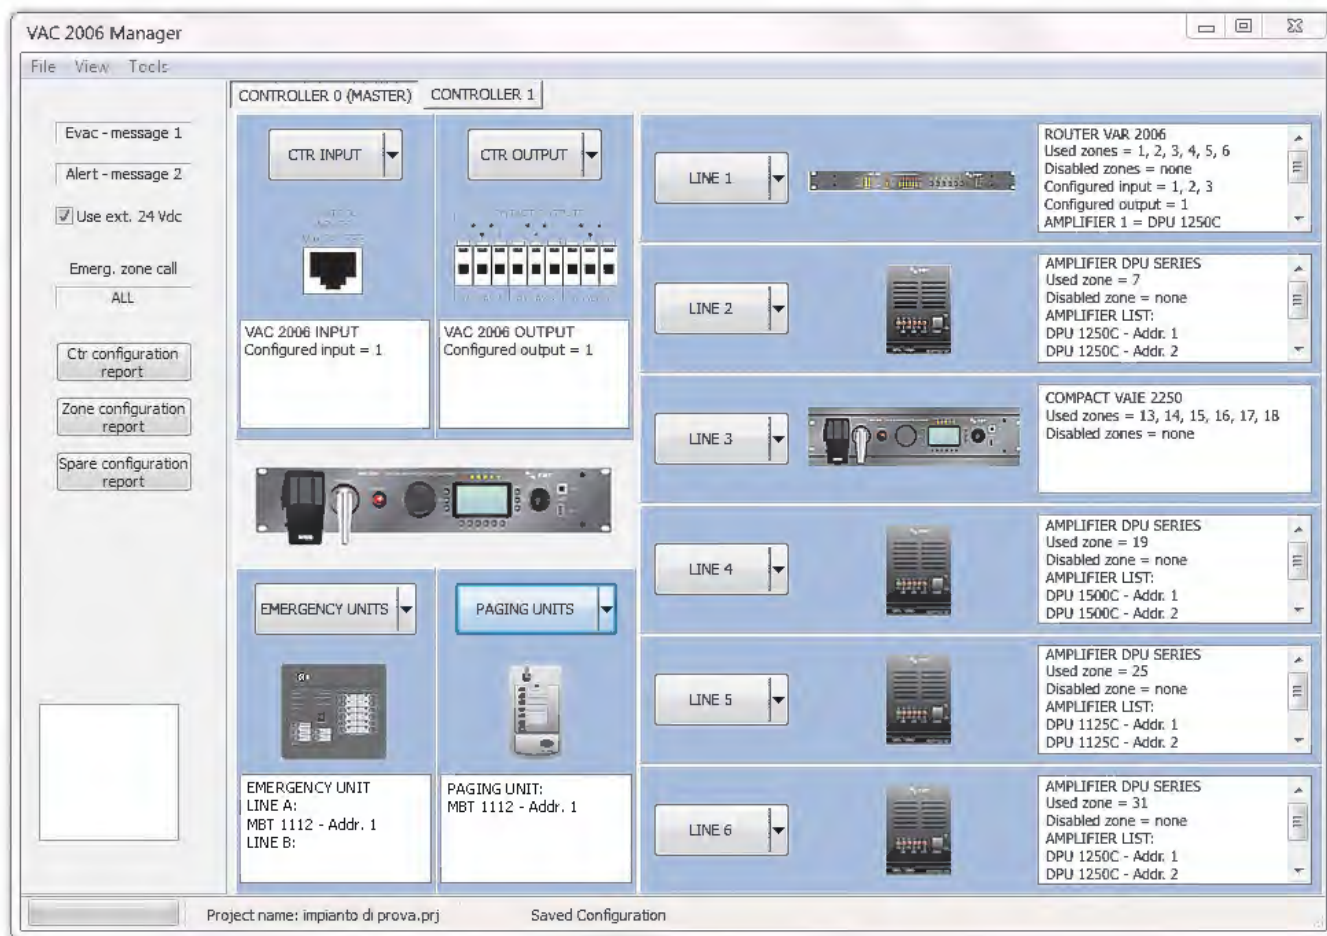 VAC 2006 Manager
File View Tools
CONTROLLER 0 (MASTER)
CONTROLLER 1
Evac - message 1
Alert - message 2
Use ext. 24 Vdc
Emerg. zone call
ALL
Ctr configuration
report
Zone configuration
report
Spare configuration
report
CTR INPUT
CTR OUTPUT
VAC 2006 INPUT
Configured input = 1
VAC 2006 OUTPUT
Configured output = 1
EMERGENCY UNITS
PAGING UNITS
EMERGENCY UNIT
LINE A:
MBT 1112 - Addr. 1
LINE B:
PAGING UNIT:
MBT 1112 - Addr. 1
LINE 1
ROUTER VAR 2006
Used zones = 1, 2, 3, 4, 5, 6
Disabled zones = none
Configured input = 1, 2, 3
Configured output = 1
AMPLIFIER 1 = DPU 1250C
LINE 2
AMPLIFIER DPU SERIES
Used zone = 7
Disabled zone = none
AMPLIFIER LIST:
DPU 1250C - Addr. 1
DPU 1250C - Addr. 2
LINE 3
COMPACT VAIE 2250
Used zones = 13, 14, 15, 16, 17, 18
Disabled zones = none
LINE 4
AMPLIFIER DPU SERIES
Used zone = 19
Disabled zone = none
AMPLIFIER LIST:
DPU 1500C - Addr. 1
DPU 1500C - Addr. 2
LINE 5
AMPLIFIER DPU SERIES
Used zone = 25
Disabled zone = none
AMPLIFIER LIST:
DPU 1125C - Addr. 1
DPU 1125C - Addr. 2
LINE 6
AMPLIFIER DPU SERIES
Used zone = 31
Disabled zone = none
AMPLIFIER LIST:
DPU 1250C - Addr. 1
DPU 1250C - Addr. 2
Project name: impianto di prova.prj
Saved Configuration